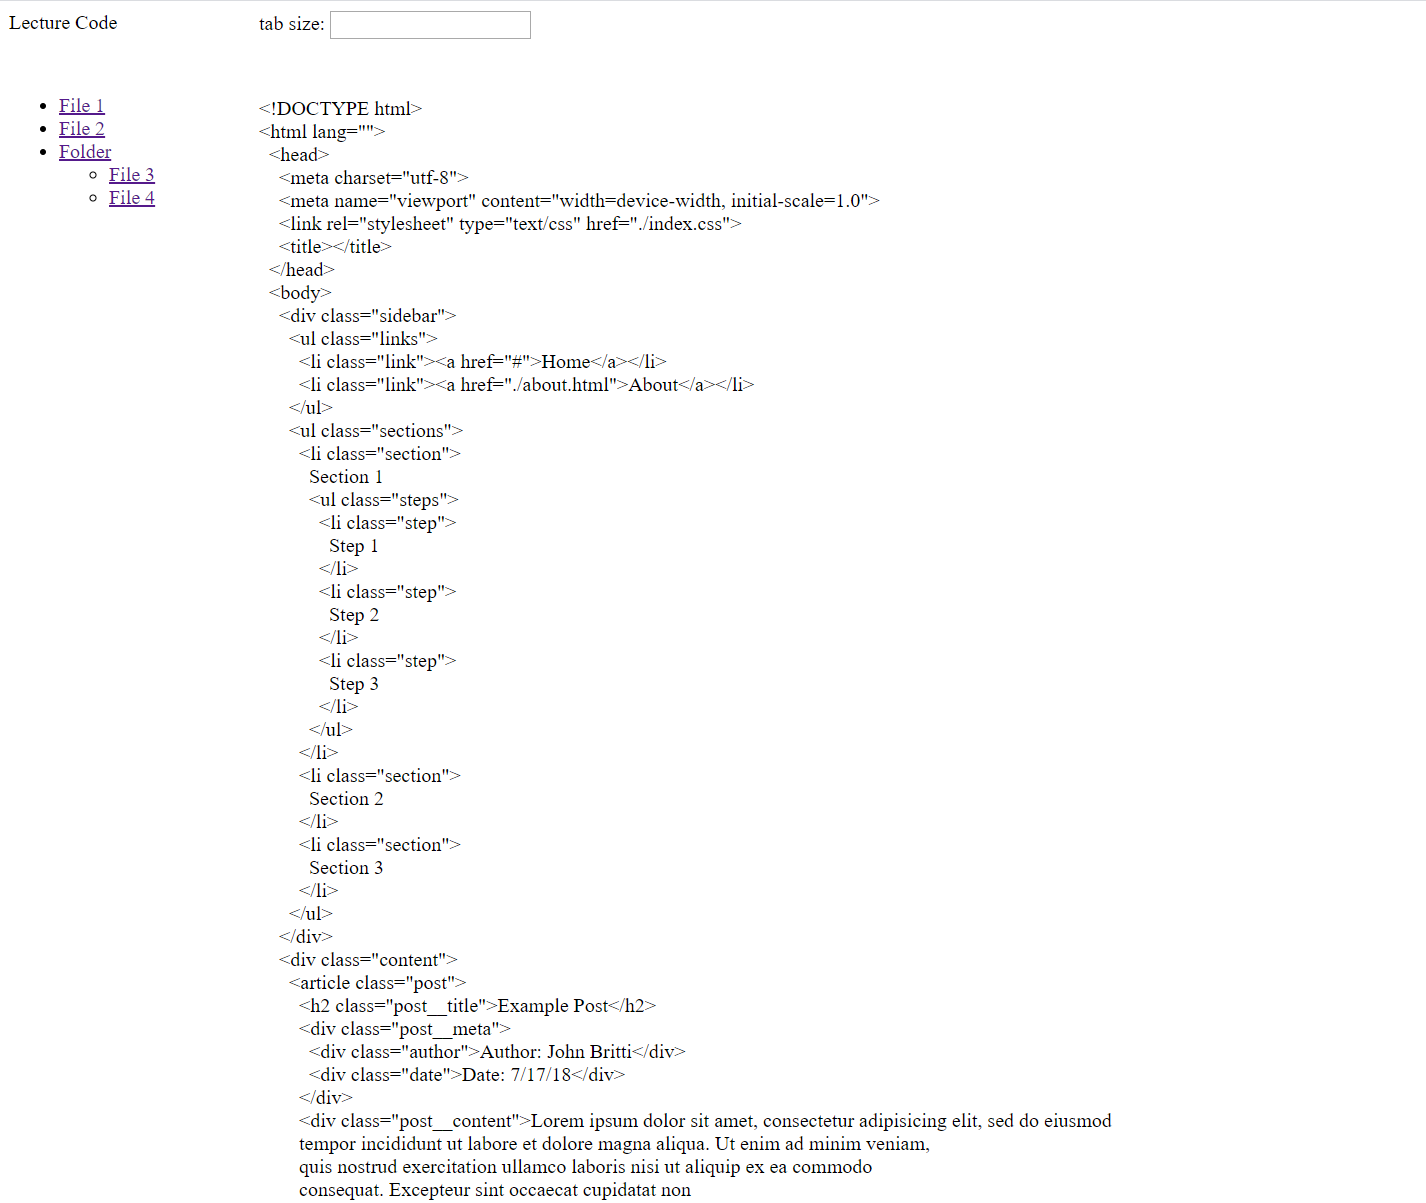 Lecture Code
tab size:
File 1
File 2
Folder
File 3
File 4
<!DOCTYPE html>
<html lang="">
<head>
<meta charset="utf-8">
<meta name="viewport" content="width=device-width, initial-scale=1.0">
<link rel="stylesheet" type="text/css" href="./index.css">
<title></title>
</head>
<body>
<div class="sidebar">
<ul class="links">
<li class="link"><a href="#">Home</a></li>
<li class="link"><a href="./about.html">About</a></li>
</ul>
<ul class="sections">
<li class="section">
Section 1
<ul class="steps">
<li class="step">
Step 1
</li>
<li class="step">
Step 2
</li>
<li class="step">
Step 3
</li>
</ul>
</li>
<li class="section">
Section 2
</li>
<li class="section">
Section 3
</li>
</ul>
</div>
<div class="content">
<article class="post">
<h2 class="post__title">Example Post</h2>
<div class="post__meta">
<div class="author">Author: John Britti</div>
<div class="date">Date: 7/17/18</div>
</div>
<div class="post__content">Lorem ipsum dolor sit amet, consectetur adipisicing elit, sed do eiusmod
tempor incididunt ut labore et dolore magna aliqua. Ut enim ad minim veniam,
quis nostrud exercitation ullamco laboris nisi ut aliquip ex ea commodo
consequat. Excepteur sint occaecat cupidatat non